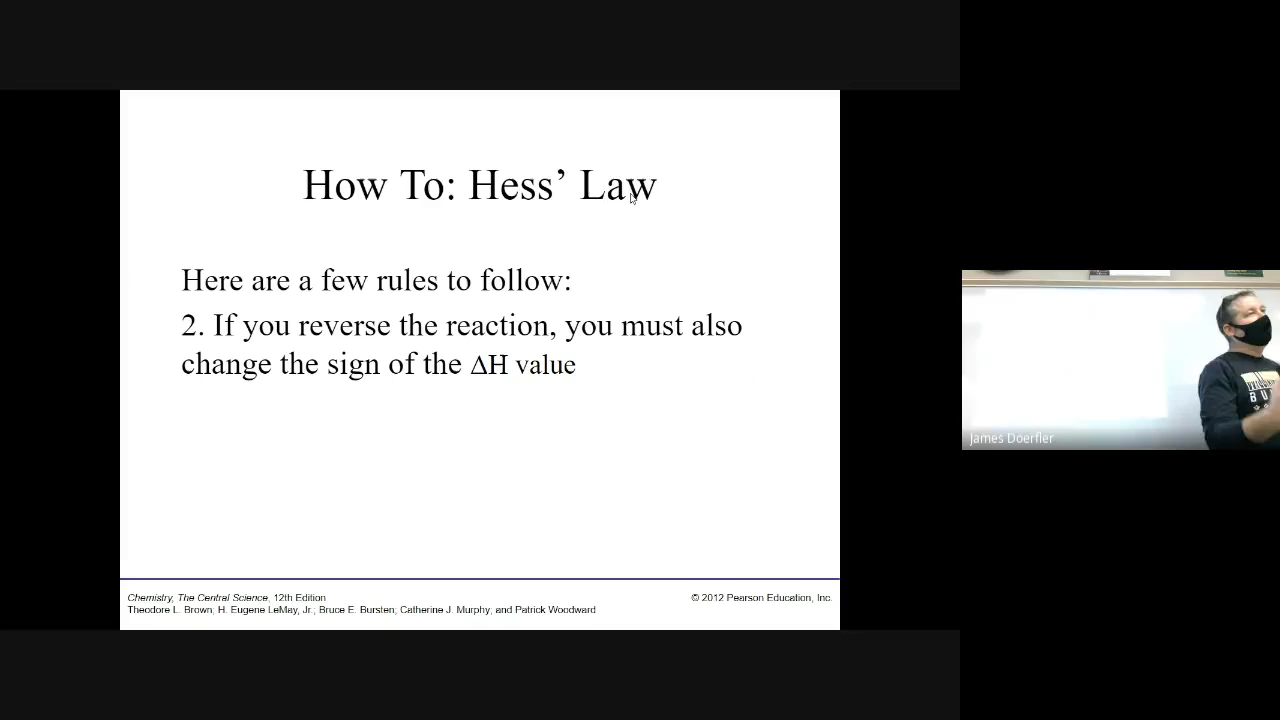 How To: Hess’ Law
Here are a few rules to follow:
2. If you reverse the reaction, you must also
change the sign of the ΔH value
Chemistry, The Central Science, 12th Edition
Theodore L. Brown; H. Eugene LeMay, Jr.; Bruce E. Bursten; Catherine J. Murphy; and Patrick Woodward
© 2012 Pearson Education, Inc.
James Doerfler